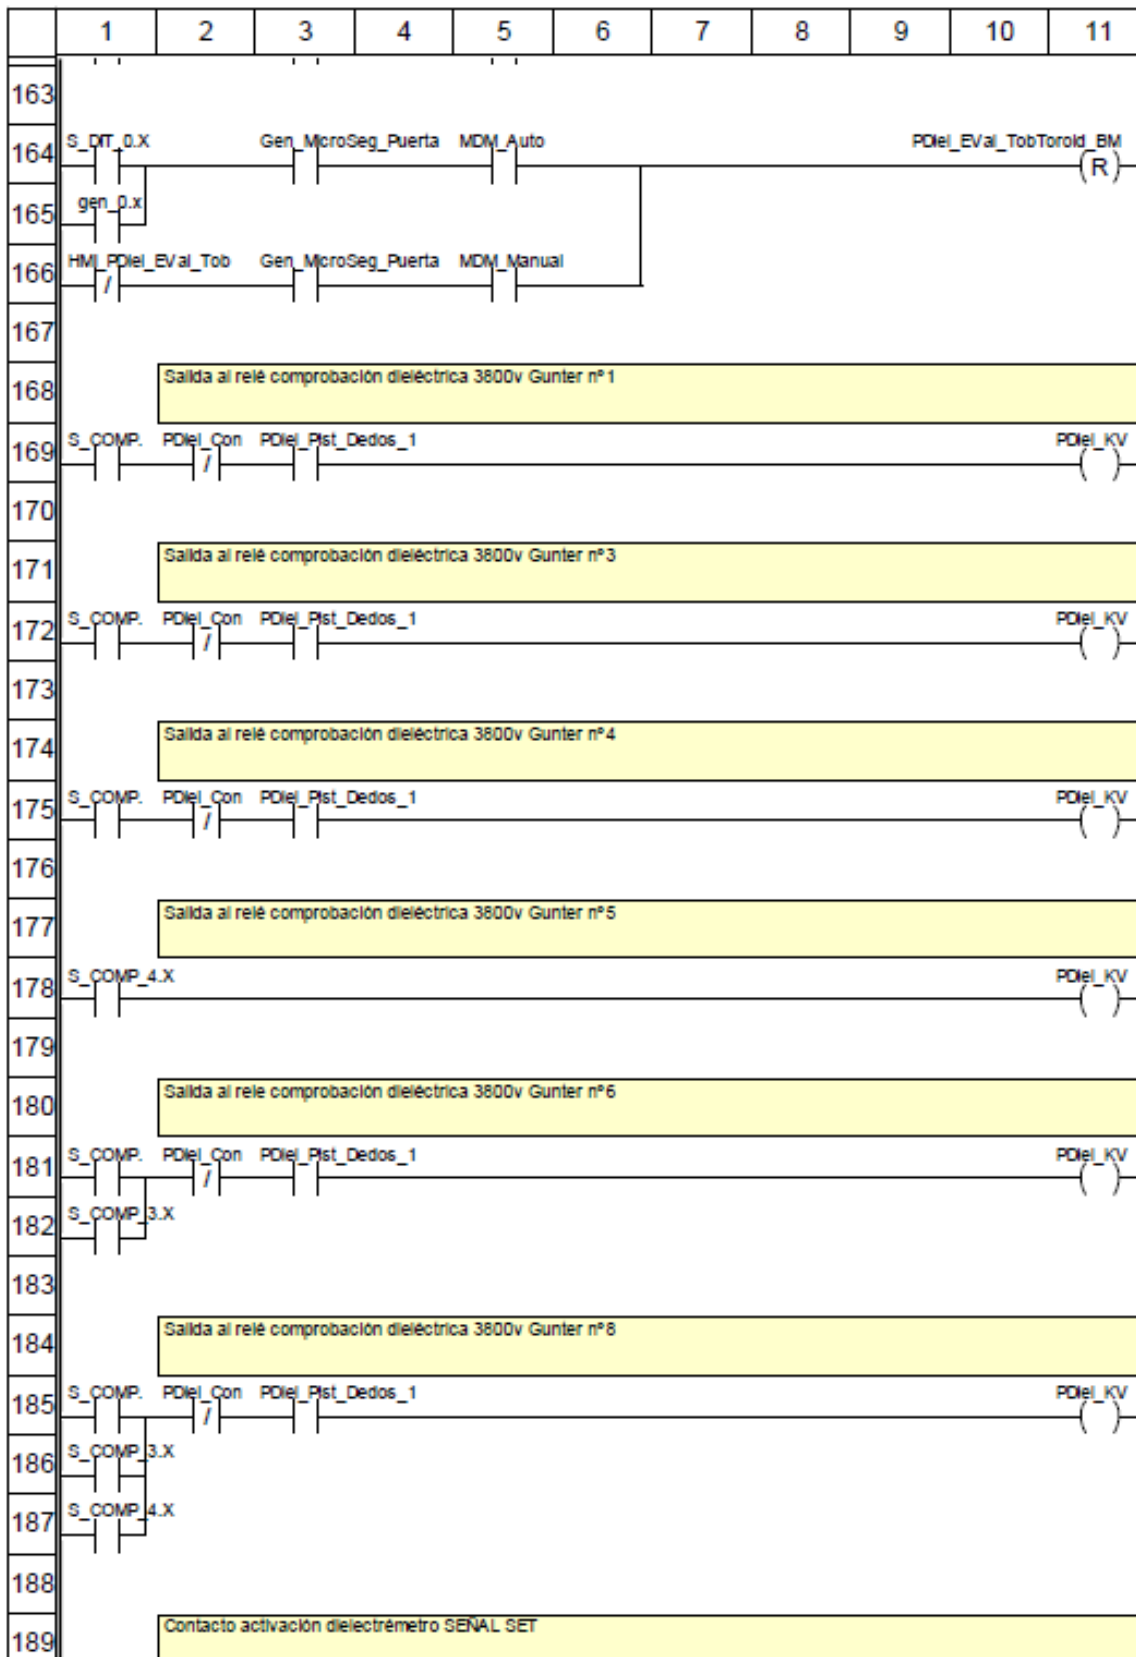 1 2 3 4 5 6 7 8 9 10 11
163
164 S_DIT_0.X Gen_MicroSeg_Puerta MDM_Auto PDiel_EVal_TobToroid_BM
(R)
165 gen_0.x
166 HMI_PDiel_EVal_Tob Gen_MicroSeg_Puerta MDM_Manual
/
167
168 Salida al relé comprobación dieléctrica 3800v Gunter nº1
169 S_COMP. PDiel_Con PDiel_Pist_Dedos_1 PDiel_KV
/ ( )
170
171 Salida al relé comprobación dieléctrica 3800v Gunter nº3
172 S_COMP. PDiel_Con PDiel_Pist_Dedos_1 PDiel_KV
/ ( )
173
174 Salida al relé comprobación dieléctrica 3800v Gunter nº4
175 S_COMP. PDiel_Con PDiel_Pist_Dedos_1 PDiel_KV
/ ( )
176
177 Salida al relé comprobación dieléctrica 3800v Gunter nº5
178 S_COMP_4.X PDiel_KV
( )
179
180 Salida al relé comprobación dieléctrica 3800v Gunter nº6
181 S_COMP. PDiel_Con PDiel_Pist_Dedos_1 PDiel_KV
/ ( )
182 S_COMP_3.X
183
184 Salida al relé comprobación dieléctrica 3800v Gunter nº8
185 S_COMP. PDiel_Con PDiel_Pist_Dedos_1 PDiel_KV
/ ( )
186 S_COMP_3.X
187 S_COMP_4.X
188
189 Contacto activación dielectrémetro SEÑAL SET